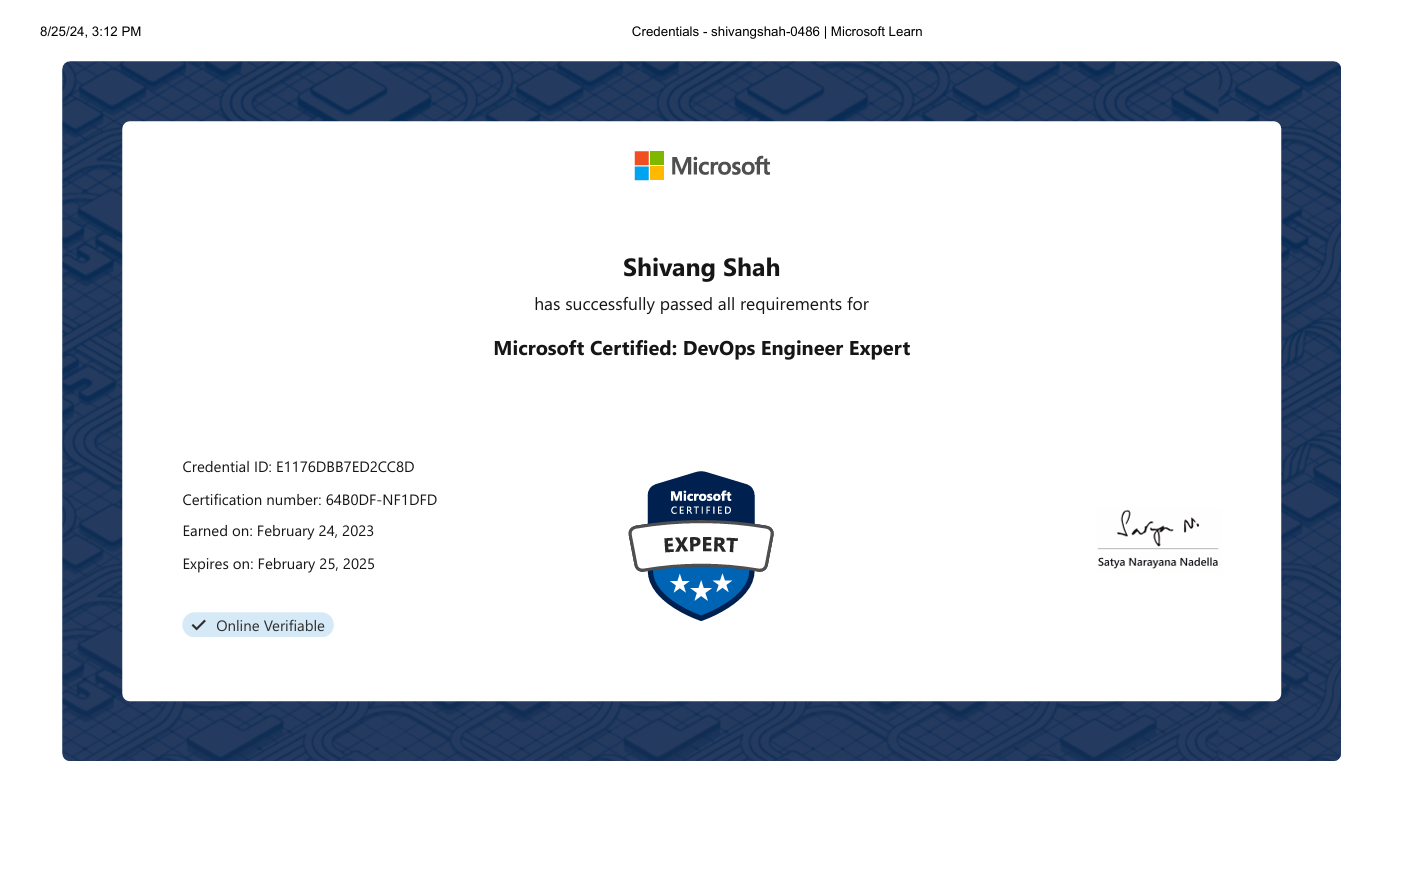 8/25/24, 3:12 PM
Credentials - shivangshah-0486 | Microsoft Learn
Microsoft
Shivang Shah
has successfully passed all requirements for
Microsoft Certified: DevOps Engineer Expert
Credential ID: E1176DBB7ED2CC8D
Certification number: 64B0DF-NF1DFD
Earned on: February 24, 2023
Expires on: February 25, 2025
Online Verifiable
Microsoft
CERTIFIED
EXPERT
Satya N.
Satya Narayana Nadella